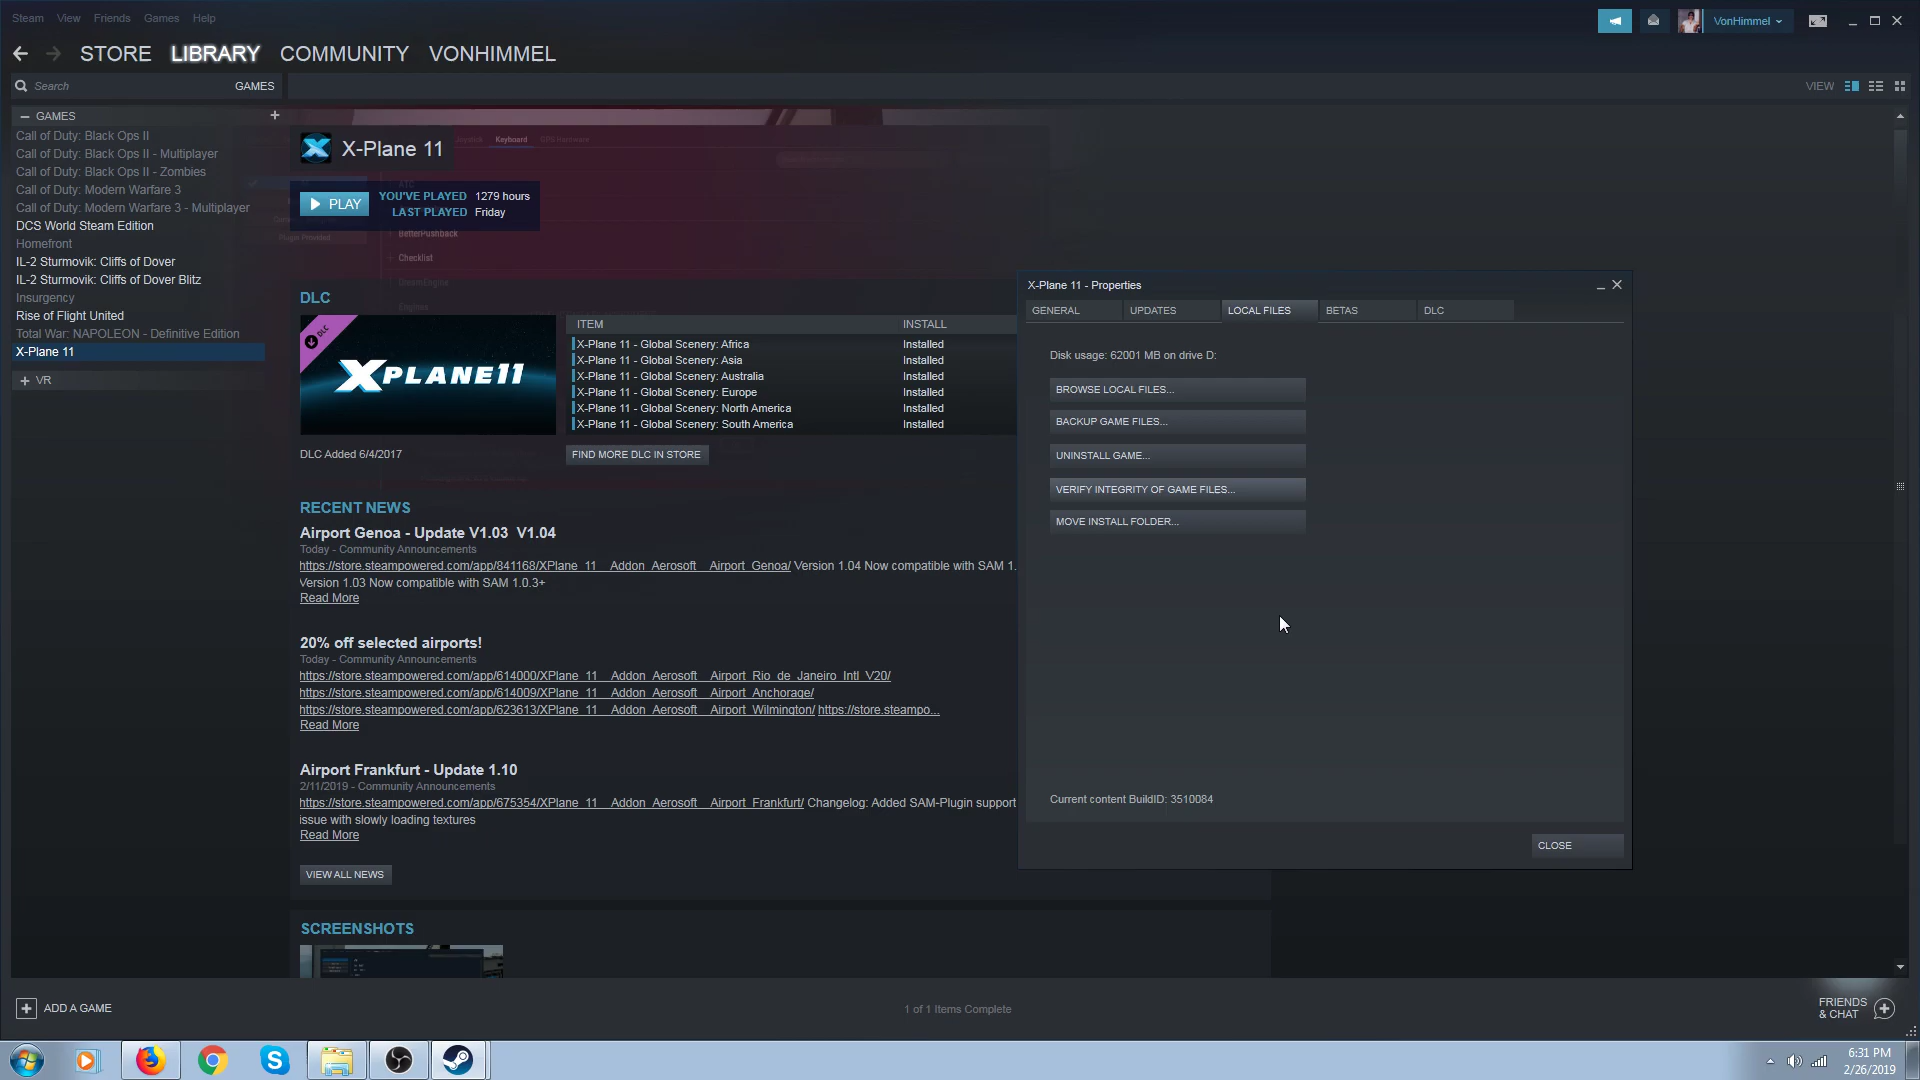 Steam View Friends Games Help
VonHimmel
STORE LIBRARY COMMUNITY VONHIMMEL
Search GAMES VIEW
GAMES
Call of Duty: Black Ops II
Call of Duty: Black Ops II - Multiplayer
Call of Duty: Black Ops II - Zombies
Call of Duty: Modern Warfare 3
Call of Duty: Modern Warfare 3 - Multiplayer
DCS World Steam Edition
Homefront
IL-2 Sturmovik: Cliffs of Dover
IL-2 Sturmovik: Cliffs of Dover Blitz
Insurgency
Rise of Flight United
Total War: NAPOLEON - Definitive Edition
X-Plane 11
VR
Joystick Keyboard GPS Hardware
X-Plane 11
ATC
PLAY YOU'VE PLAYED 1279 hours
LAST PLAYED Friday
BetterPushback
Plugin Provided
Checklist
DreamEngine
Engines
DLC
DLC
XPLANE11
DLC Added 6/4/2017
ITEM INSTALL
X-Plane 11 - Global Scenery: Africa Installed
X-Plane 11 - Global Scenery: Asia Installed
X-Plane 11 - Global Scenery: Australia Installed
X-Plane 11 - Global Scenery: Europe Installed
X-Plane 11 - Global Scenery: North America Installed
X-Plane 11 - Global Scenery: South America Installed
FIND MORE DLC IN STORE
RECENT NEWS
Airport Genoa - Update V1.03 V1.04
Today - Community Announcements
https://store.steampowered.com/app/841168/XPlane_11__Addon_Aerosoft__Airport_Genoa/ Version 1.04 Now compatible with SAM 1.
Version 1.03 Now compatible with SAM 1.0.3+
Read More
20% off selected airports!
Today - Community Announcements
https://store.steampowered.com/app/614000/XPlane_11__Addon_Aerosoft__Airport_Rio_de_Janeiro_Intl_V20/
https://store.steampowered.com/app/614009/XPlane_11__Addon_Aerosoft__Airport_Anchorage/
https://store.steampowered.com/app/623613/XPlane_11__Addon_Aerosoft__Airport_Wilmington/ https://store.steampo...
Read More
Airport Frankfurt - Update 1.10
2/11/2019 - Community Announcements
https://store.steampowered.com/app/675354/XPlane_11__Addon_Aerosoft__Airport_Frankfurt/ Changelog: Added SAM-Plugin support
issue with slowly loading textures
Read More
VIEW ALL NEWS
SCREENSHOTS
X-Plane 11 - Properties
GENERAL UPDATES LOCAL FILES BETAS DLC
Disk usage: 62001 MB on drive D:
BROWSE LOCAL FILES...
BACKUP GAME FILES...
UNINSTALL GAME...
VERIFY INTEGRITY OF GAME FILES...
MOVE INSTALL FOLDER...
Current content BuildID: 3510084
CLOSE
ADD A GAME
1 of 1 Items Complete
FRIENDS
& CHAT
6:31 PM
2/26/2019